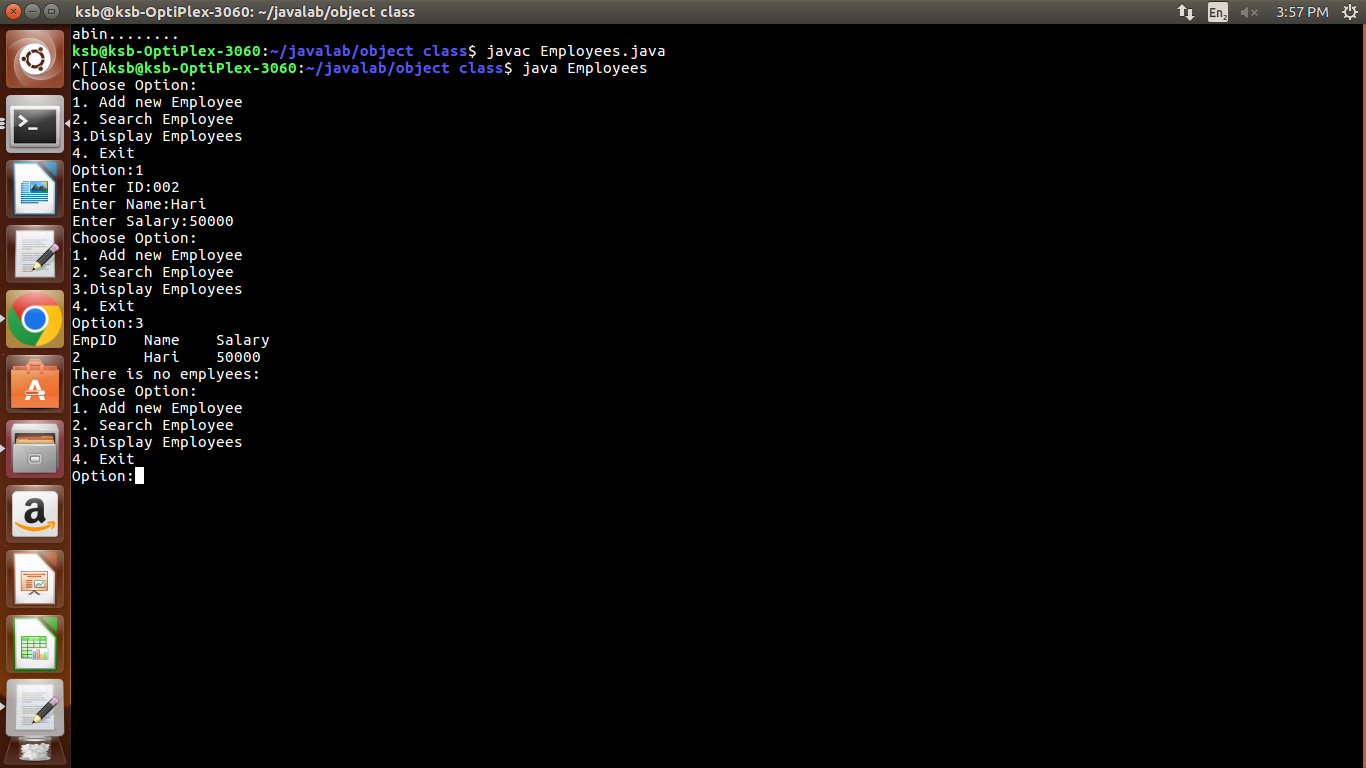 ksb@ksb-OptiPlex-3060: ~/javalab/object class
En2
3:57 PM
abin........
ksb@ksb-OptiPlex-3060:~/javalab/object class$ javac Employees.java
^[[Aksb@ksb-OptiPlex-3060:~/javalab/object class$ java Employees
Choose Option:
1. Add new Employee
2. Search Employee
3.Display Employees
4. Exit
Option:1
Enter ID:002
Enter Name:Hari
Enter Salary:50000
Choose Option:
1. Add new Employee
2. Search Employee
3.Display Employees
4. Exit
Option:3
EmpID   Name    Salary
2       Hari    50000
There is no emplyees:
Choose Option:
1. Add new Employee
2. Search Employee
3.Display Employees
4. Exit
Option: